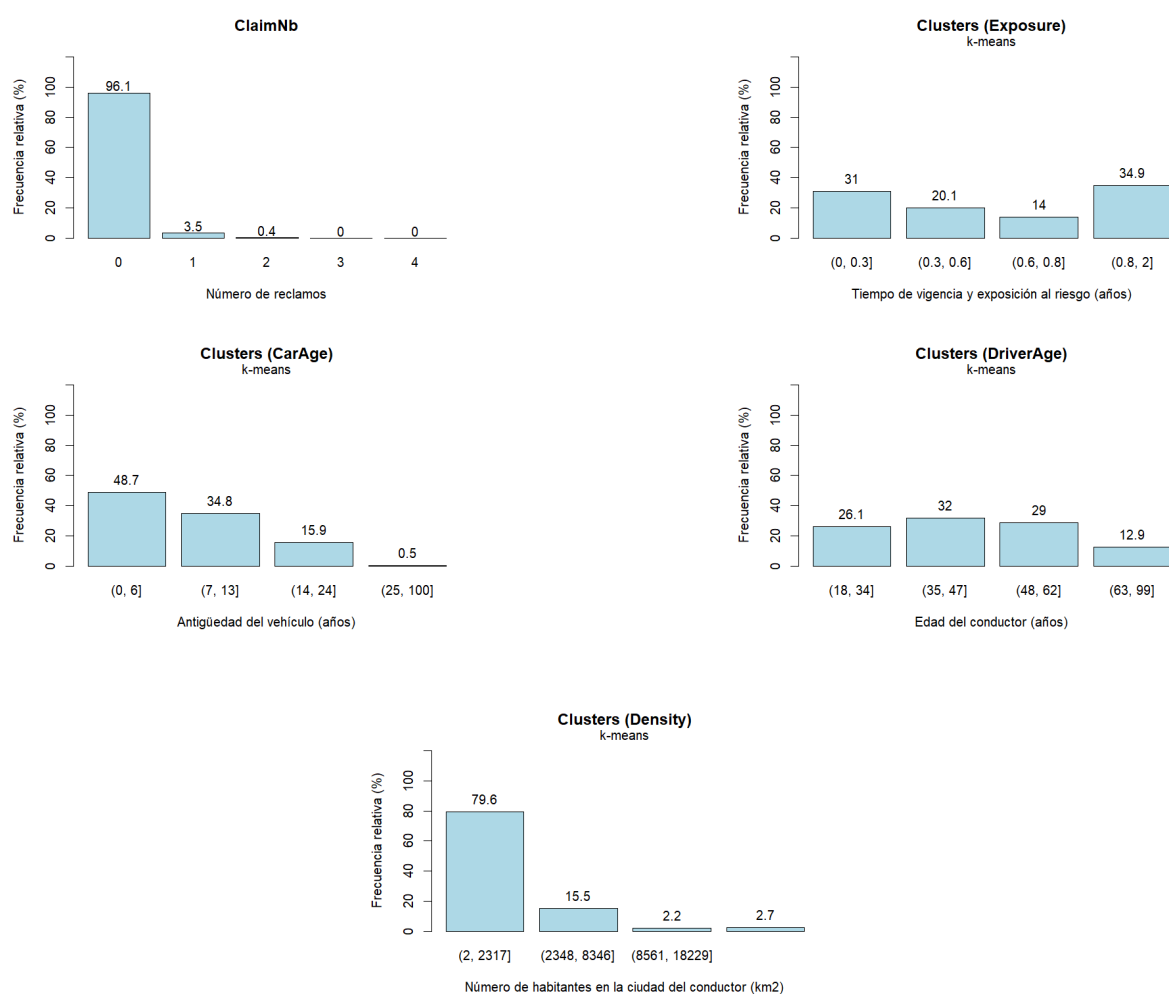 ClaimNb
Frecuencia relativa (%)
0 20 40 60 80 100
96.1 3.5 0.4 0 0
0 1 2 3 4
Número de reclamos
Clusters (Exposure)
k-means
Frecuencia relativa (%)
0 20 40 60 80 100
31 20.1 14 34.9
(0, 0.3] (0.3, 0.6] (0.6, 0.8] (0.8, 2]
Tiempo de vigencia y exposición al riesgo (años)
Clusters (CarAge)
k-means
Frecuencia relativa (%)
0 20 40 60 80 100
48.7 34.8 15.9 0.5
(0, 6] (7, 13] (14, 24] (25, 100]
Antigüedad del vehículo (años)
Clusters (DriverAge)
k-means
Frecuencia relativa (%)
0 20 40 60 80 100
26.1 32 29 12.9
(18, 34] (35, 47] (48, 62] (63, 99]
Edad del conductor (años)
Clusters (Density)
k-means
Frecuencia relativa (%)
0 20 40 60 80 100
79.6 15.5 2.2 2.7
(2, 2317] (2348, 8346] (8561, 18229]
Número de habitantes en la ciudad del conductor (km2)